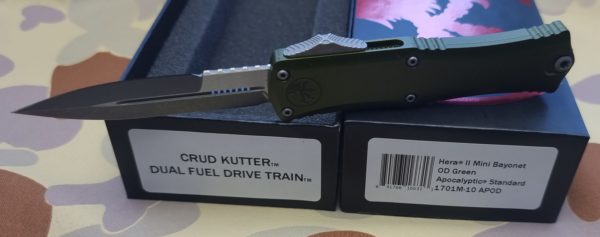 CRUD KUTTER™
DUAL FUEL DRIVE TRAIN™
Hera® II Mini Bayonet
OD Green
Apocalyptic® Standard
1701M-10 APOD